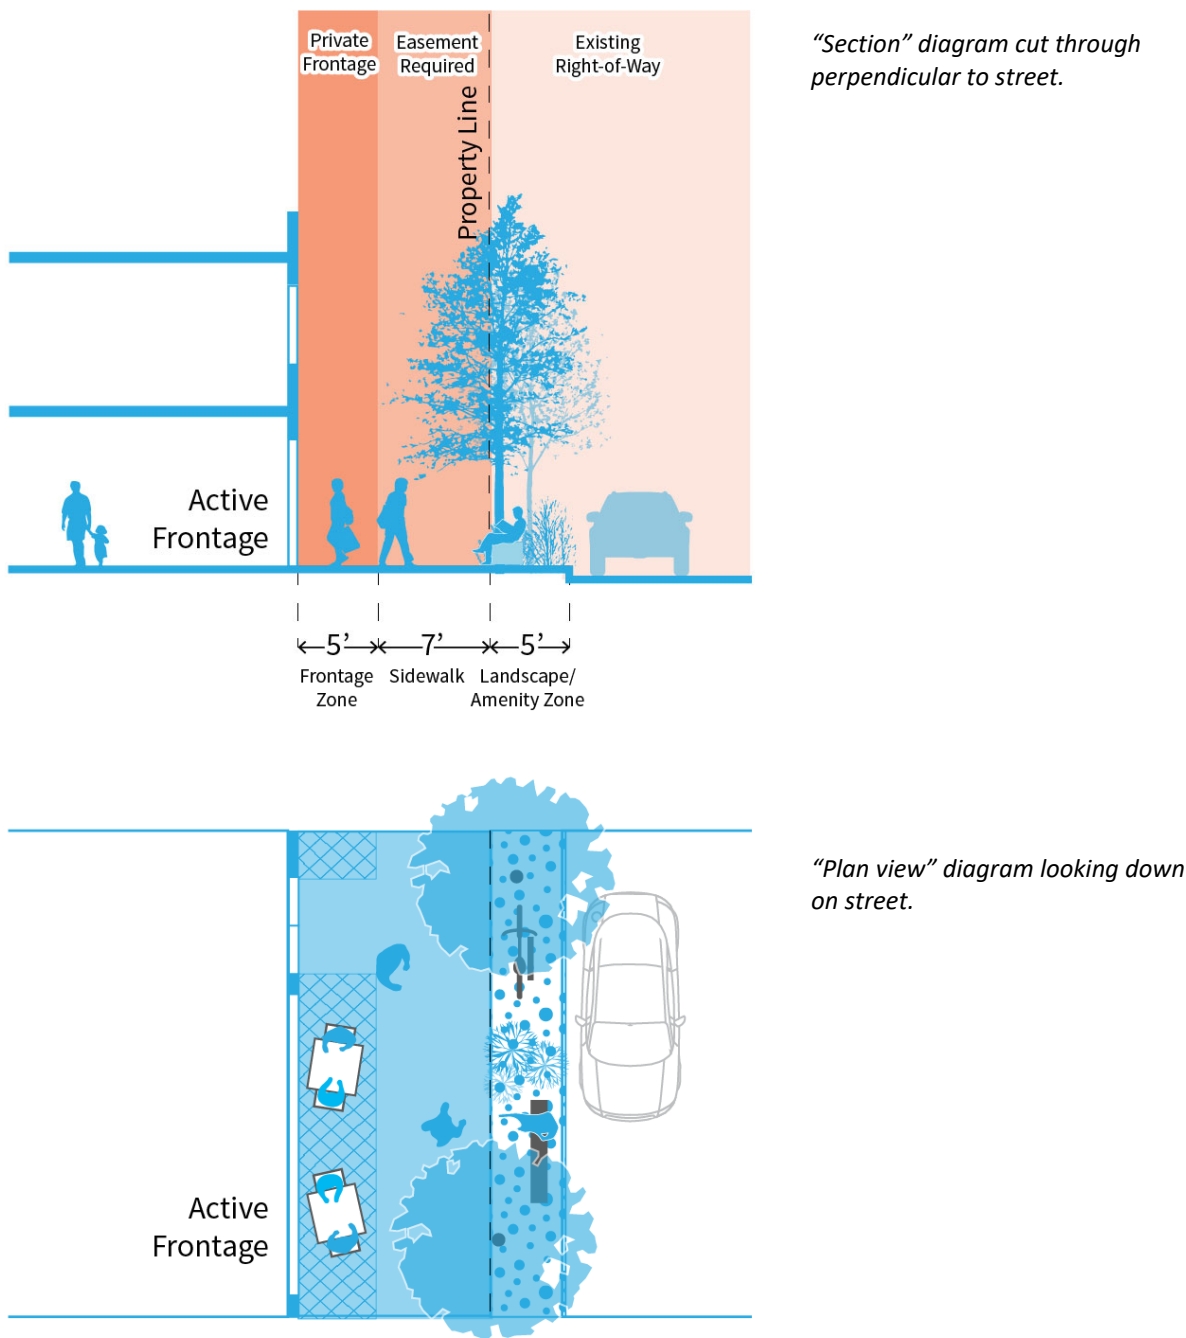 Private
Frontage
Easement
Required
Existing
Right-of-Way
“Section” diagram cut through
perpendicular to street.
Property Line
Active
Frontage
5’
7’
5’
Frontage
Zone
Sidewalk
Landscape/
Amenity Zone
“Plan view” diagram looking down
on street.
Active
Frontage